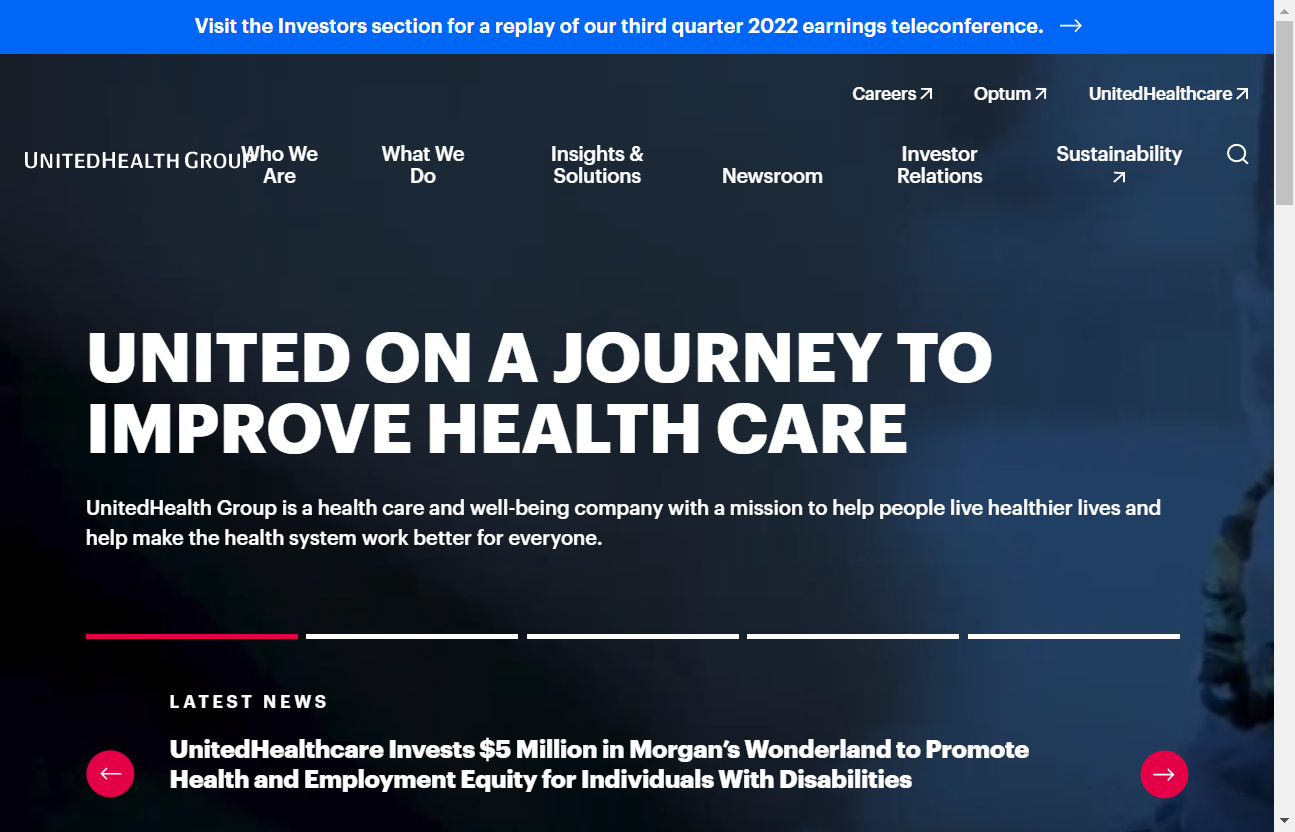 Visit the Investors section for a replay of our third quarter 2022 earnings teleconference.
Careers Optum UnitedHealthcare
UNITEDHEALTH GROUP
Who We
Are
What We
Do
Insights &
Solutions
Newsroom
Investor
Relations
Sustainability
UNITED ON A JOURNEY TO
IMPROVE HEALTH CARE
UnitedHealth Group is a health care and well-being company with a mission to help people live healthier lives and
help make the health system work better for everyone.
LATEST NEWS
UnitedHealthcare Invests $5 Million in Morgan’s Wonderland to Promote
Health and Employment Equity for Individuals With Disabilities